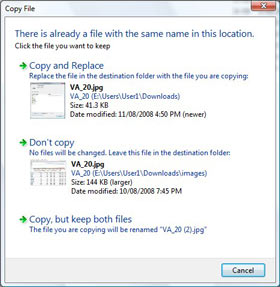 Copy File
There is already a file with the same name in this location.
Click the file you want to keep
Copy and Replace
Replace the file in the destination folder with the file you are copying:
VA_20.jpg
VA_20 (E:\Users\User1\Downloads)
Size: 41.3 KB
Date modified: 11/08/2008 4:50 PM (newer)
Don't copy
No files will be changed. Leave this file in the destination folder:
VA_20.jpg
VA_20 (E:\Users\User1\Downloads\images)
Size: 144 KB (larger)
Date modified: 10/08/2008 7:45 PM
Copy, but keep both files
The file you are copying will be renamed "VA_20 (2).jpg"
Cancel